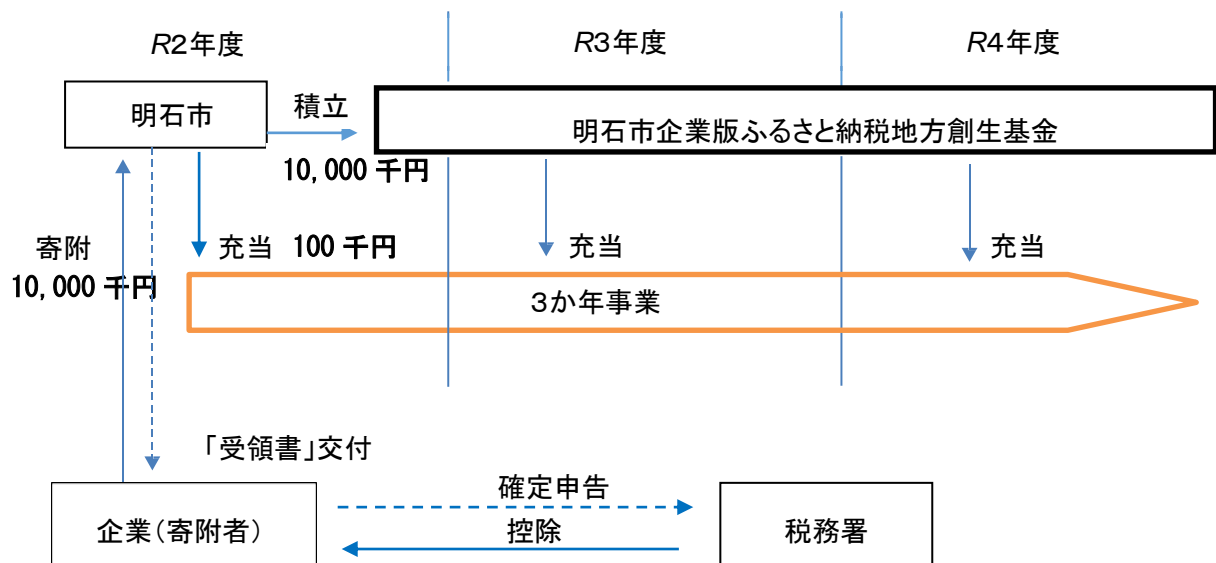 R2年度
R3年度
R4年度
明石市
積立
明石市企業版ふるさと納税地方創生基金
10,000 千円
寄附
10,000 千円
充当 100 千円
充当
充当
3か年事業
「受領書」交付
企業(寄附者)
確定申告
控除
税務署